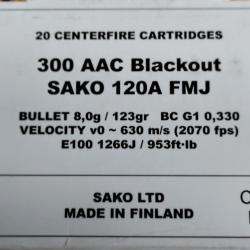 20 CENTERFIRE CARTRIDGES
300 AAC Blackout
SAKO 120A FMJ
BULLET 8,0g / 123gr BC G1 0,330
VELOCITY v0 ~ 630 m/s (2070 fps)
E100 1266J / 953ft·lb
SAKO LTD
MADE IN FINLAND